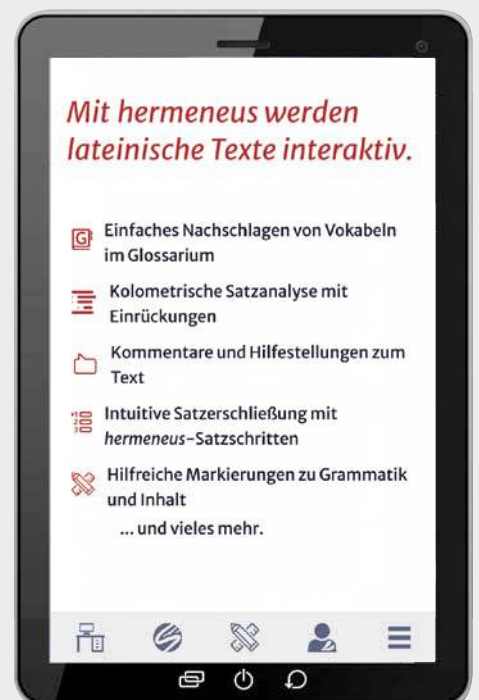 Mit hermeneus werden
lateinische Texte interaktiv.
G Einfaches Nachschlagen von Vokabeln
im Glossarium
Kolometrische Satzanalyse mit
Einrückungen
Kommentare und Hilfestellungen zum
Text
Intuitive Satzerschließung mit
hermeneus-Satzschritten
Hilfreiche Markierungen zu Grammatik
und Inhalt
... und vieles mehr.